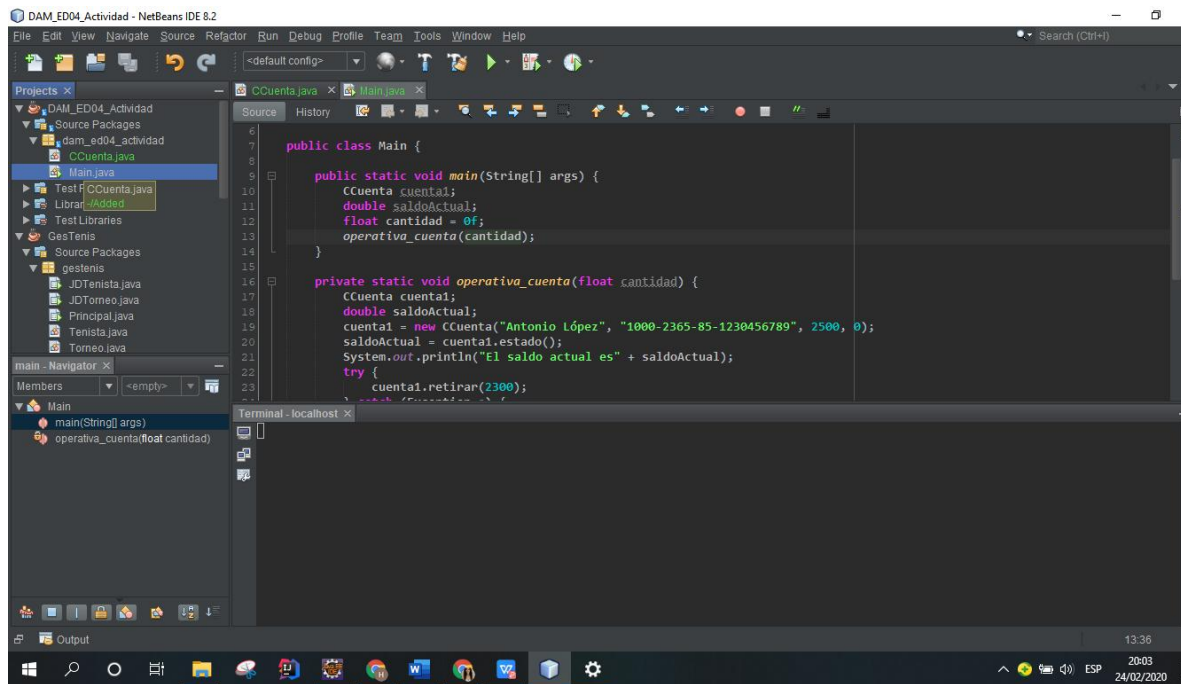 DAM_ED04_Actividad - NetBeans IDE 8.2
File Edit View Navigate Source Refactor Run Debug Profile Team Tools Window Help
Search (Ctrl+I)
<default config>
Projects
DAM_ED04_Actividad
Source Packages
dam_ed04_actividad
CCuenta.java
Main.java
Test F
CCuenta.java
Librar
-/Added
Test Libraries
GesTenis
Source Packages
gestenis
JDTenista.java
JDTorneo.java
Principal.java
Tenista.java
Torneo.java
main - Navigator
Members
<empty>
Main
main(String[] args)
operativa_cuenta(float cantidad)
CCuenta.java
Main.java
Source History
6
7 public class Main {
8
9 public static void main(String[] args) {
10 CCuenta cuenta1;
11 double saldoActual;
12 float cantidad = 0f;
13 operativa_cuenta(cantidad);
14 }
15
16 private static void operativa_cuenta(float cantidad) {
17 CCuenta cuenta1;
18 double saldoActual;
19 cuenta1 = new CCuenta("Antonio López", "1000-2365-85-1230456789", 2500, 0);
20 saldoActual = cuenta1.estado();
21 System.out.println("El saldo actual es" + saldoActual);
22 try {
23 cuenta1.retirar(2300);
Terminal - localhost
Output
13:36
ESP
20:03
24/02/2020